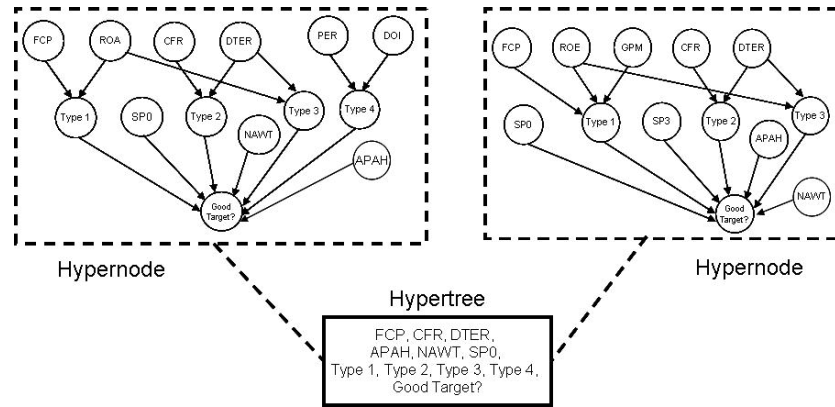 FCP ROA CFR DTER PER DOI
Type 1 SP0 Type 2 Type 3 Type 4
NAWT
APAH
Good
Target?
Hypernode
FCP ROE GPM CFR DTER
SP0 Type 1 SP3 Type 2 Type 3
APAH
NAWT
Good
Target?
Hypernode
Hypertree
FCP, CFR, DTER,
APAH, NAWT, SP0,
Type 1, Type 2, Type 3, Type 4,
Good Target?